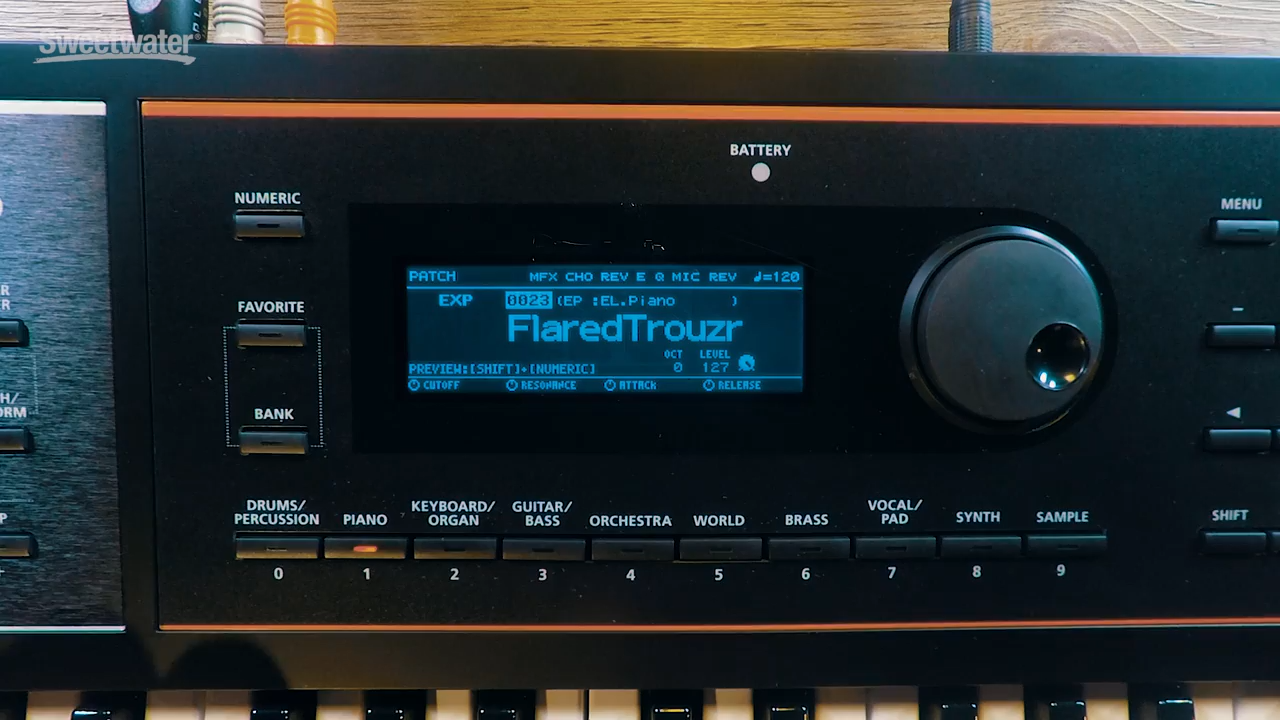 Sweetwater
BATTERY
NUMERIC
MENU
PATCH MFX CHO REV E Q MIC REV ♩=120
EXP 0023 (EP :EL.Piano )
FlaredTrouzr
OCT LEVEL
0 127
PREVIEW:[SHIFT]+[NUMERIC]
CUTOFF RESONANCE ATTACK RELEASE
FAVORITE
BANK
R
R
H/
ORM
P
-
◀
SHIFT
DRUMS/
PERCUSSION
PIANO
KEYBOARD/
ORGAN
GUITAR/
BASS
ORCHESTRA
WORLD
BRASS
VOCAL/
PAD
SYNTH
SAMPLE
0 1 2 3 4 5 6 7 8 9